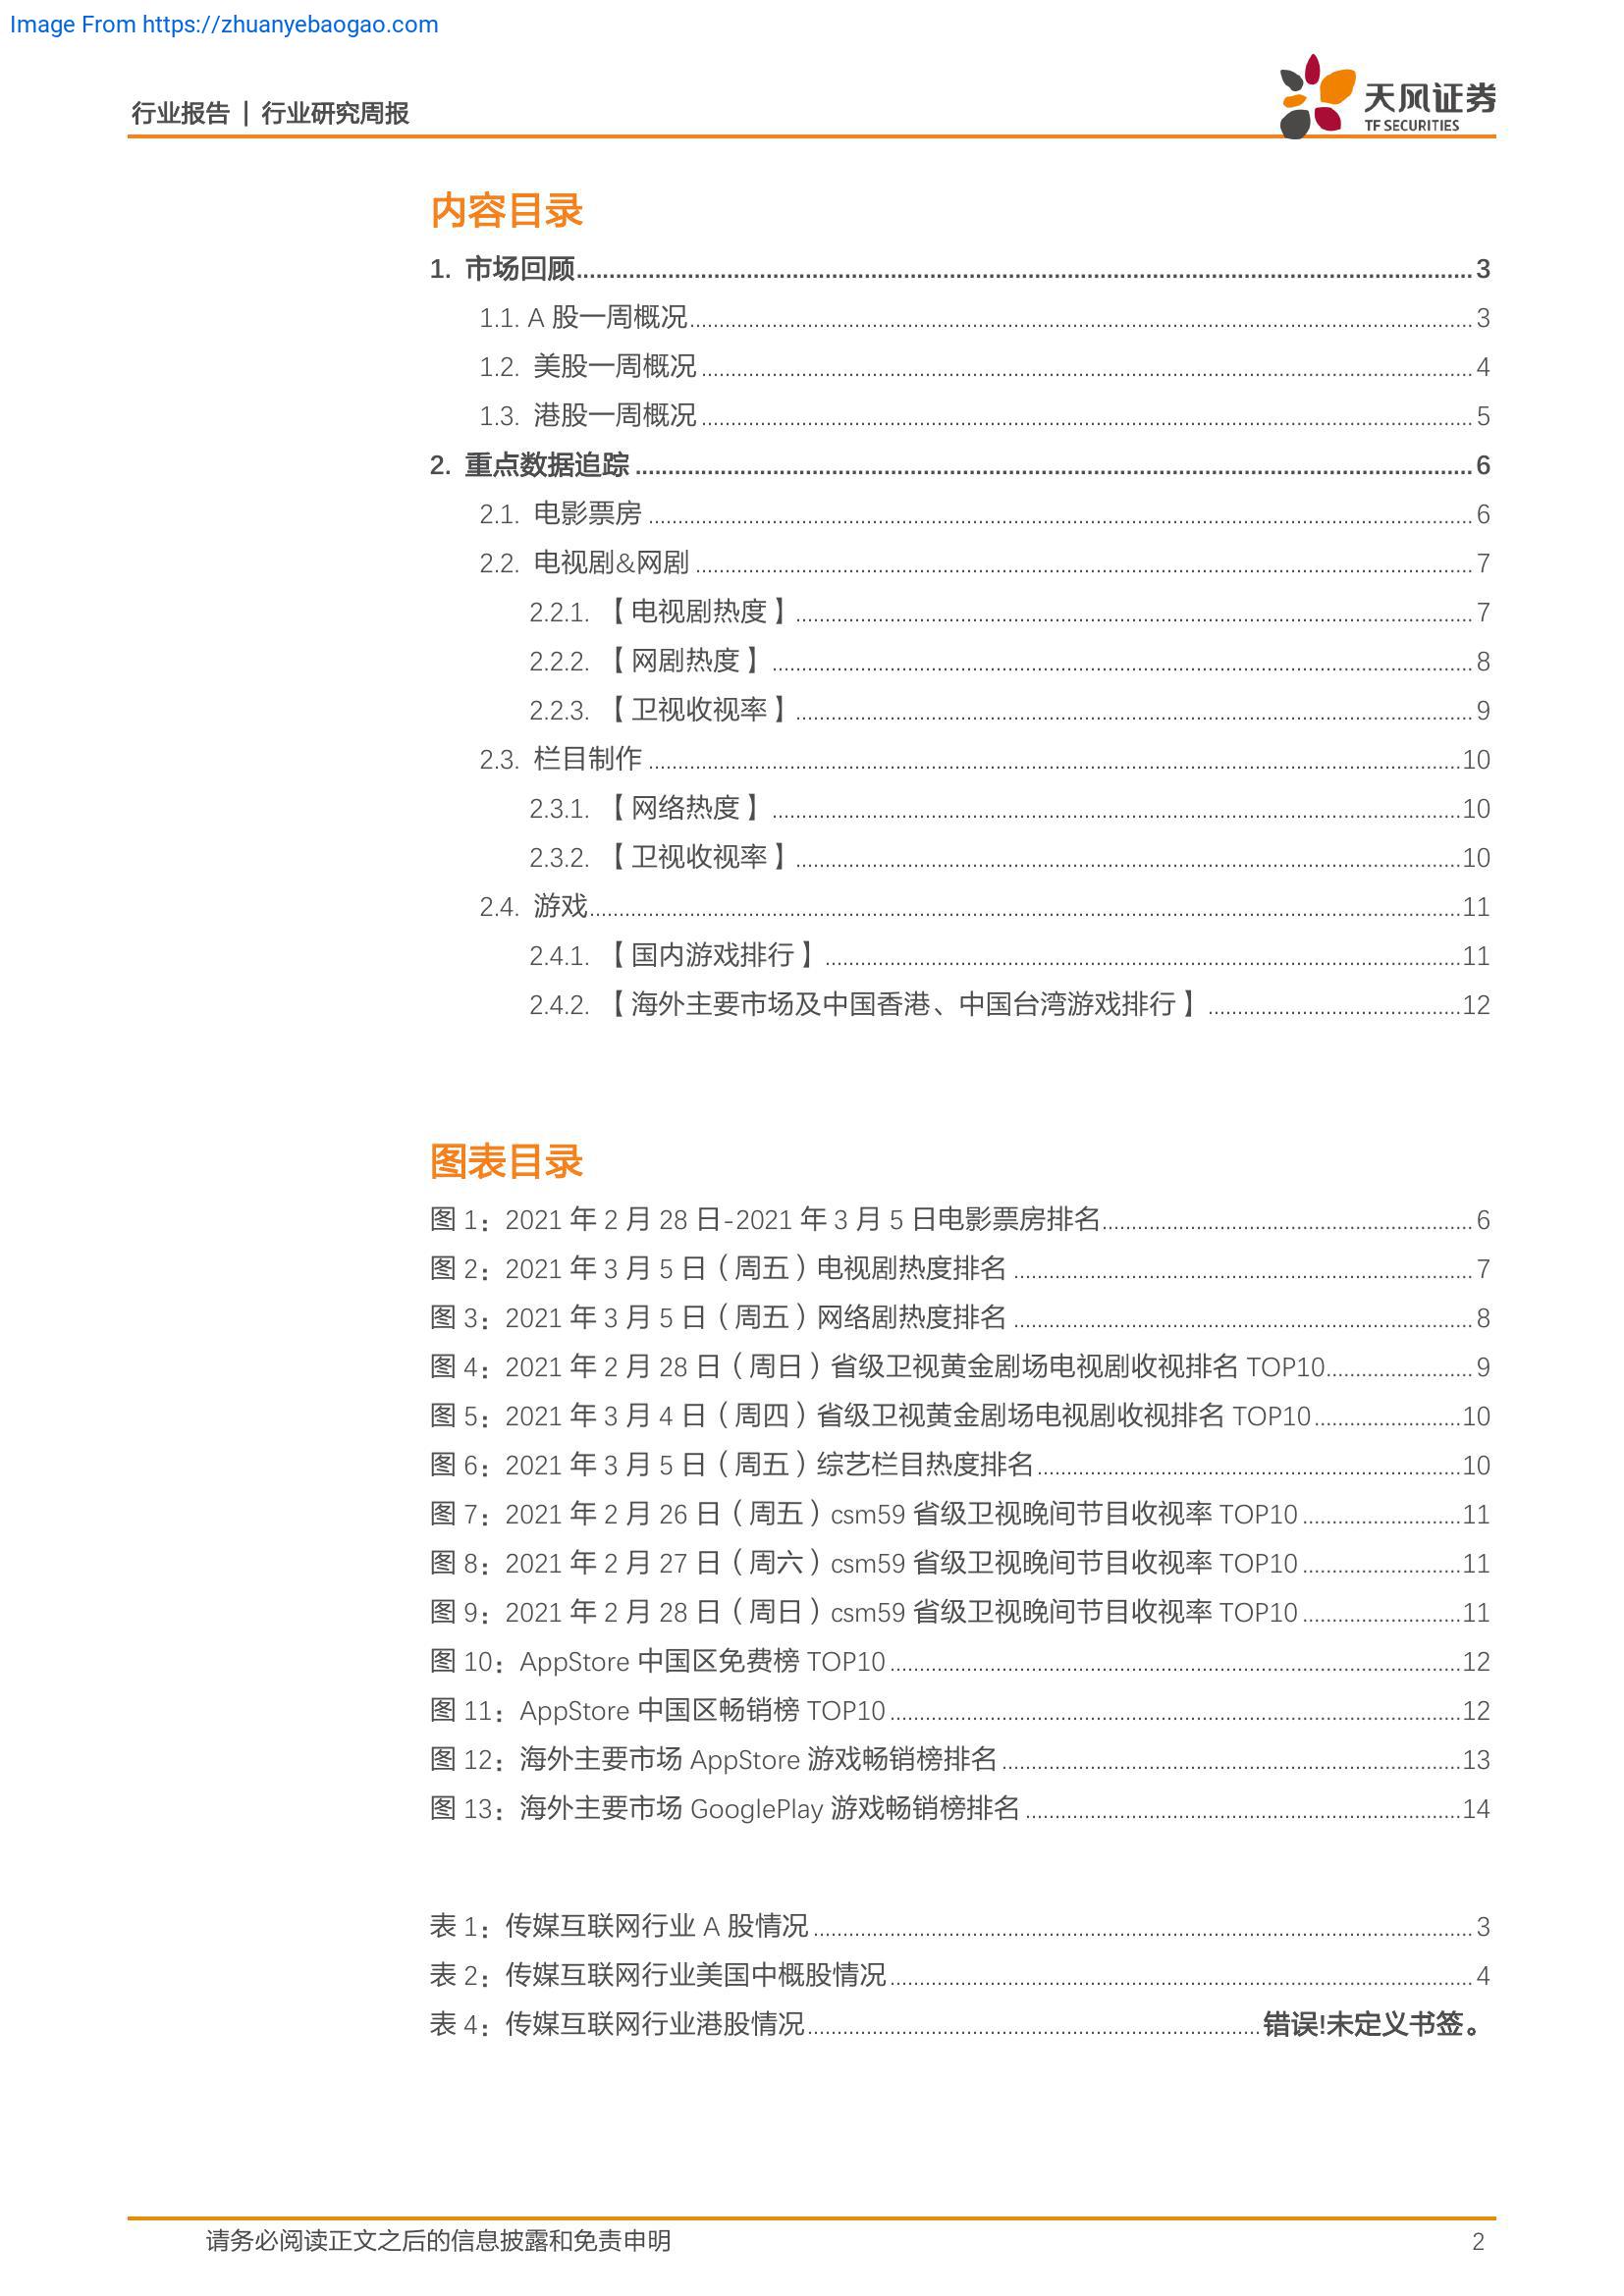 Image From https://zhuanyebaogao.com
行业报告 | 行业研究周报
天风证券
TF SECURITIES
内容目录
1. 市场回顾 3
1.1. A 股一周概况 3
1.2. 美股一周概况 4
1.3. 港股一周概况 5
2. 重点数据追踪 6
2.1. 电影票房 6
2.2. 电视剧&网剧 7
2.2.1. 【电视剧热度】 7
2.2.2. 【网剧热度】 8
2.2.3. 【卫视收视率】 9
2.3. 栏目制作 10
2.3.1. 【网络热度】 10
2.3.2. 【卫视收视率】 10
2.4. 游戏 11
2.4.1. 【国内游戏排行】 11
2.4.2. 【海外主要市场及中国香港、中国台湾游戏排行】 12
图表目录
图 1：2021 年 2 月 28 日-2021 年 3 月 5 日电影票房排名 6
图 2：2021 年 3 月 5 日（周五）电视剧热度排名 7
图 3：2021 年 3 月 5 日（周五）网络剧热度排名 8
图 4：2021 年 2 月 28 日（周日）省级卫视黄金剧场电视剧收视排名 TOP10 9
图 5：2021 年 3 月 4 日（周四）省级卫视黄金剧场电视剧收视排名 TOP10 10
图 6：2021 年 3 月 5 日（周五）综艺栏目热度排名 10
图 7：2021 年 2 月 26 日（周五）csm59 省级卫视晚间节目收视率 TOP10 11
图 8：2021 年 2 月 27 日（周六）csm59 省级卫视晚间节目收视率 TOP10 11
图 9：2021 年 2 月 28 日（周日）csm59 省级卫视晚间节目收视率 TOP10 11
图 10：AppStore 中国区免费榜 TOP10 12
图 11：AppStore 中国区畅销榜 TOP10 12
图 12：海外主要市场 AppStore 游戏畅销榜排名 13
图 13：海外主要市场 GooglePlay 游戏畅销榜排名 14
表 1：传媒互联网行业 A 股情况 3
表 2：传媒互联网行业美国中概股情况 4
表 4：传媒互联网行业港股情况 错误!未定义书签。
请务必阅读正文之后的信息披露和免责申明 2